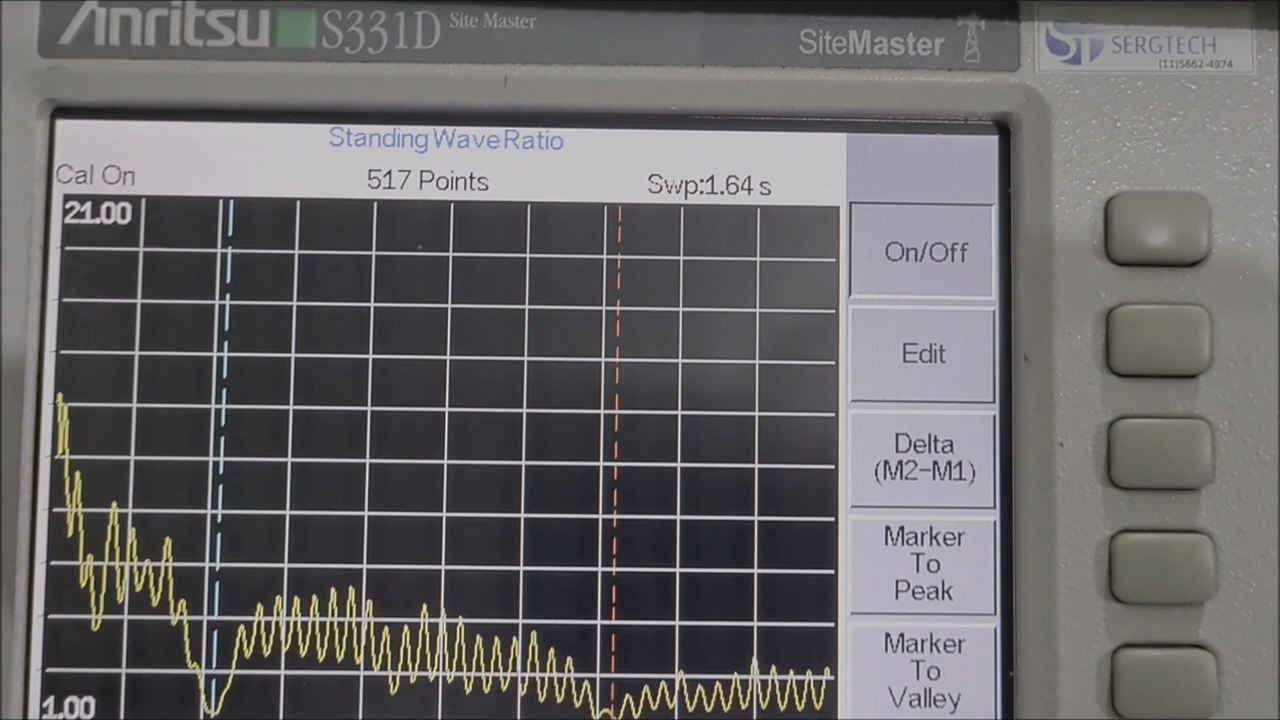 Anritsu S331D Site Master
SiteMaster
ST SERGTECH
(11)5662-4974
Standing Wave Ratio
Cal On
517 Points
Swp:1.64 s
21.00
On/Off
Edit
Delta
(M2-M1)
Marker
To
Peak
Marker
To
Valley
1.00